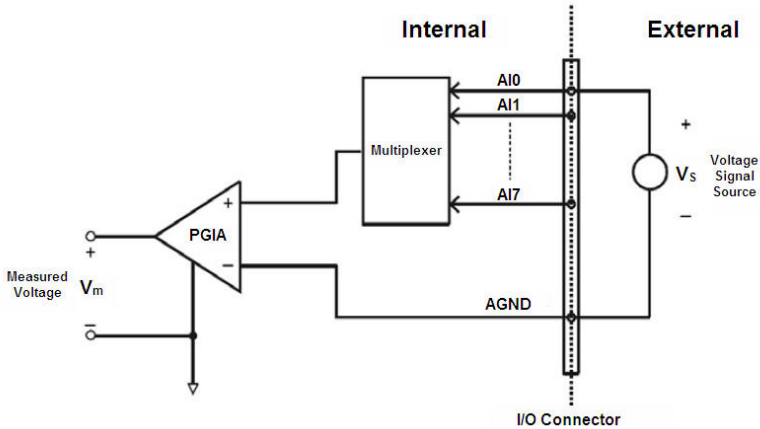 Internal
External
AI0
AI1
Multiplexer
AI7
+
Vs
Voltage
Signal
Source
−
+
PGIA
−
+
Measured
Voltage
Vm
−
AGND
I/O Connector